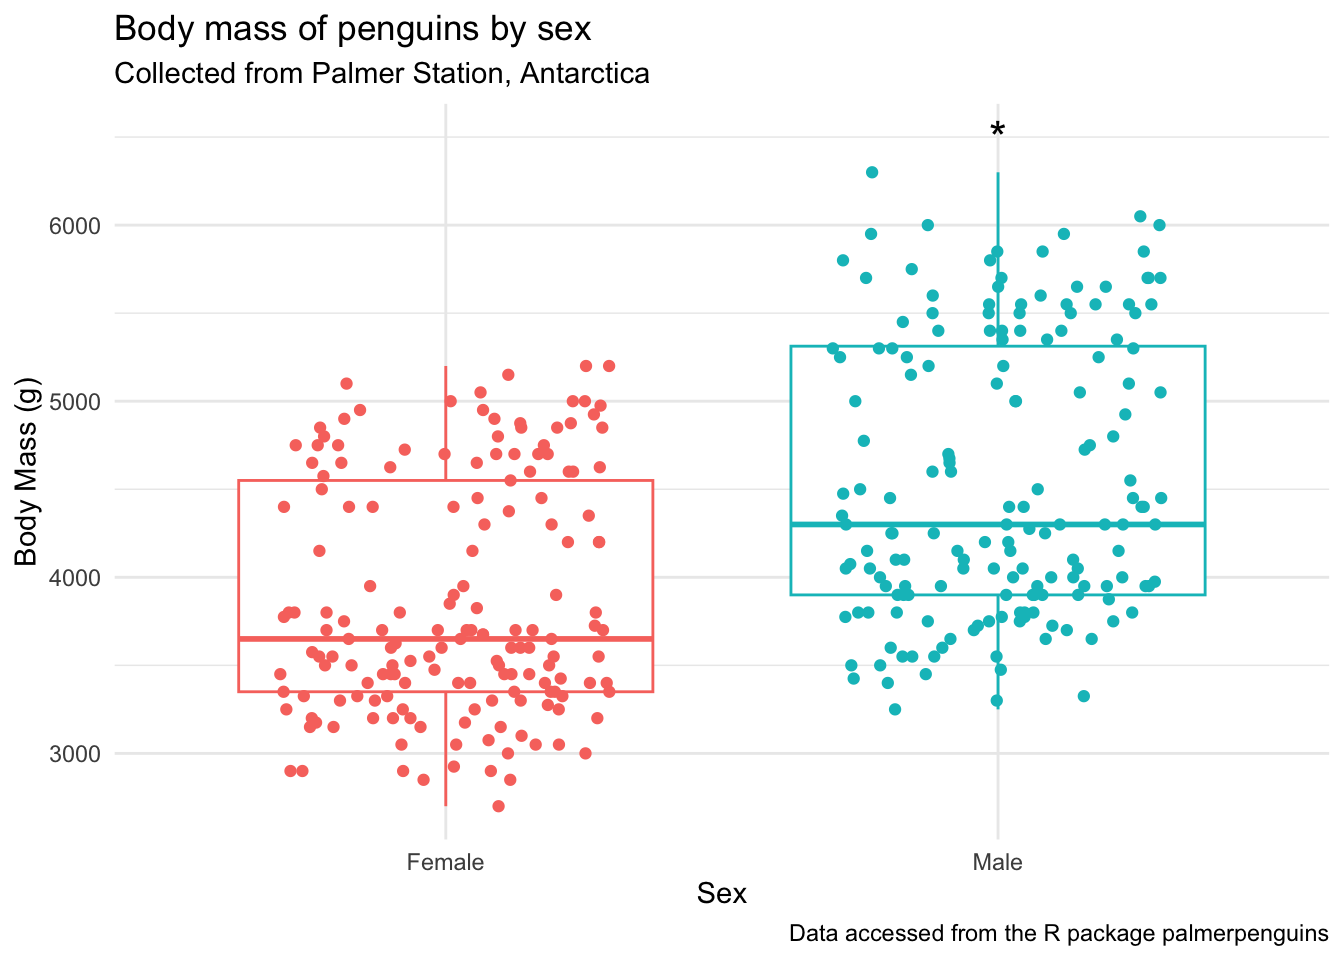 Body mass of penguins by sex
Collected from Palmer Station, Antarctica
*
6000
5000
4000
3000
Body Mass (g)
Female
Male
Sex
Data accessed from the R package palmerpenguins